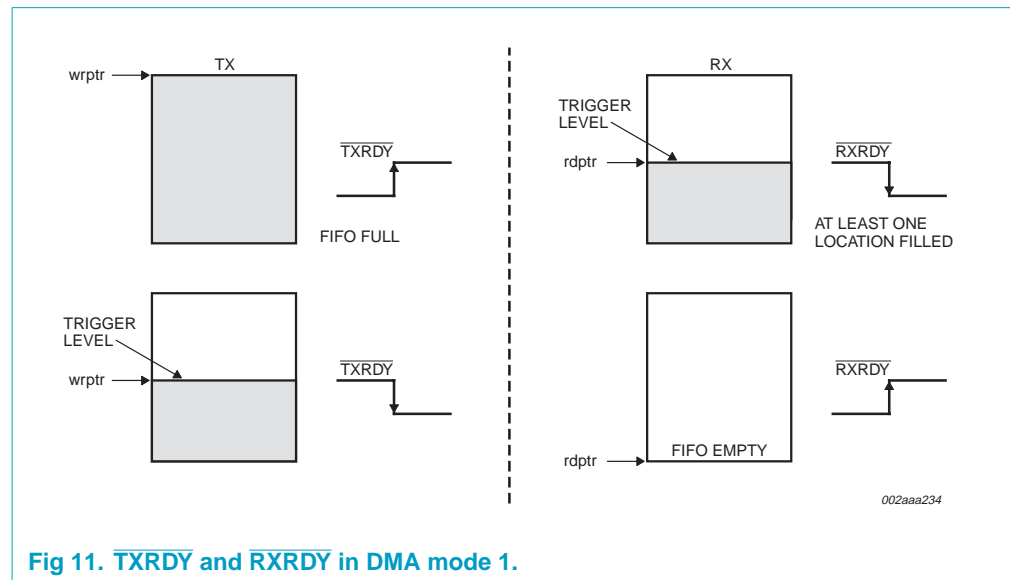 TX
wrptr
TXRDY
FIFO FULL
TRIGGER
LEVEL
wrptr
TXRDY
RX
TRIGGER
LEVEL
rdptr
RXRDY
AT LEAST ONE
LOCATION FILLED
RXRDY
FIFO EMPTY
rdptr
002aaa234
Fig 11. TXRDY and RXRDY in DMA mode 1.